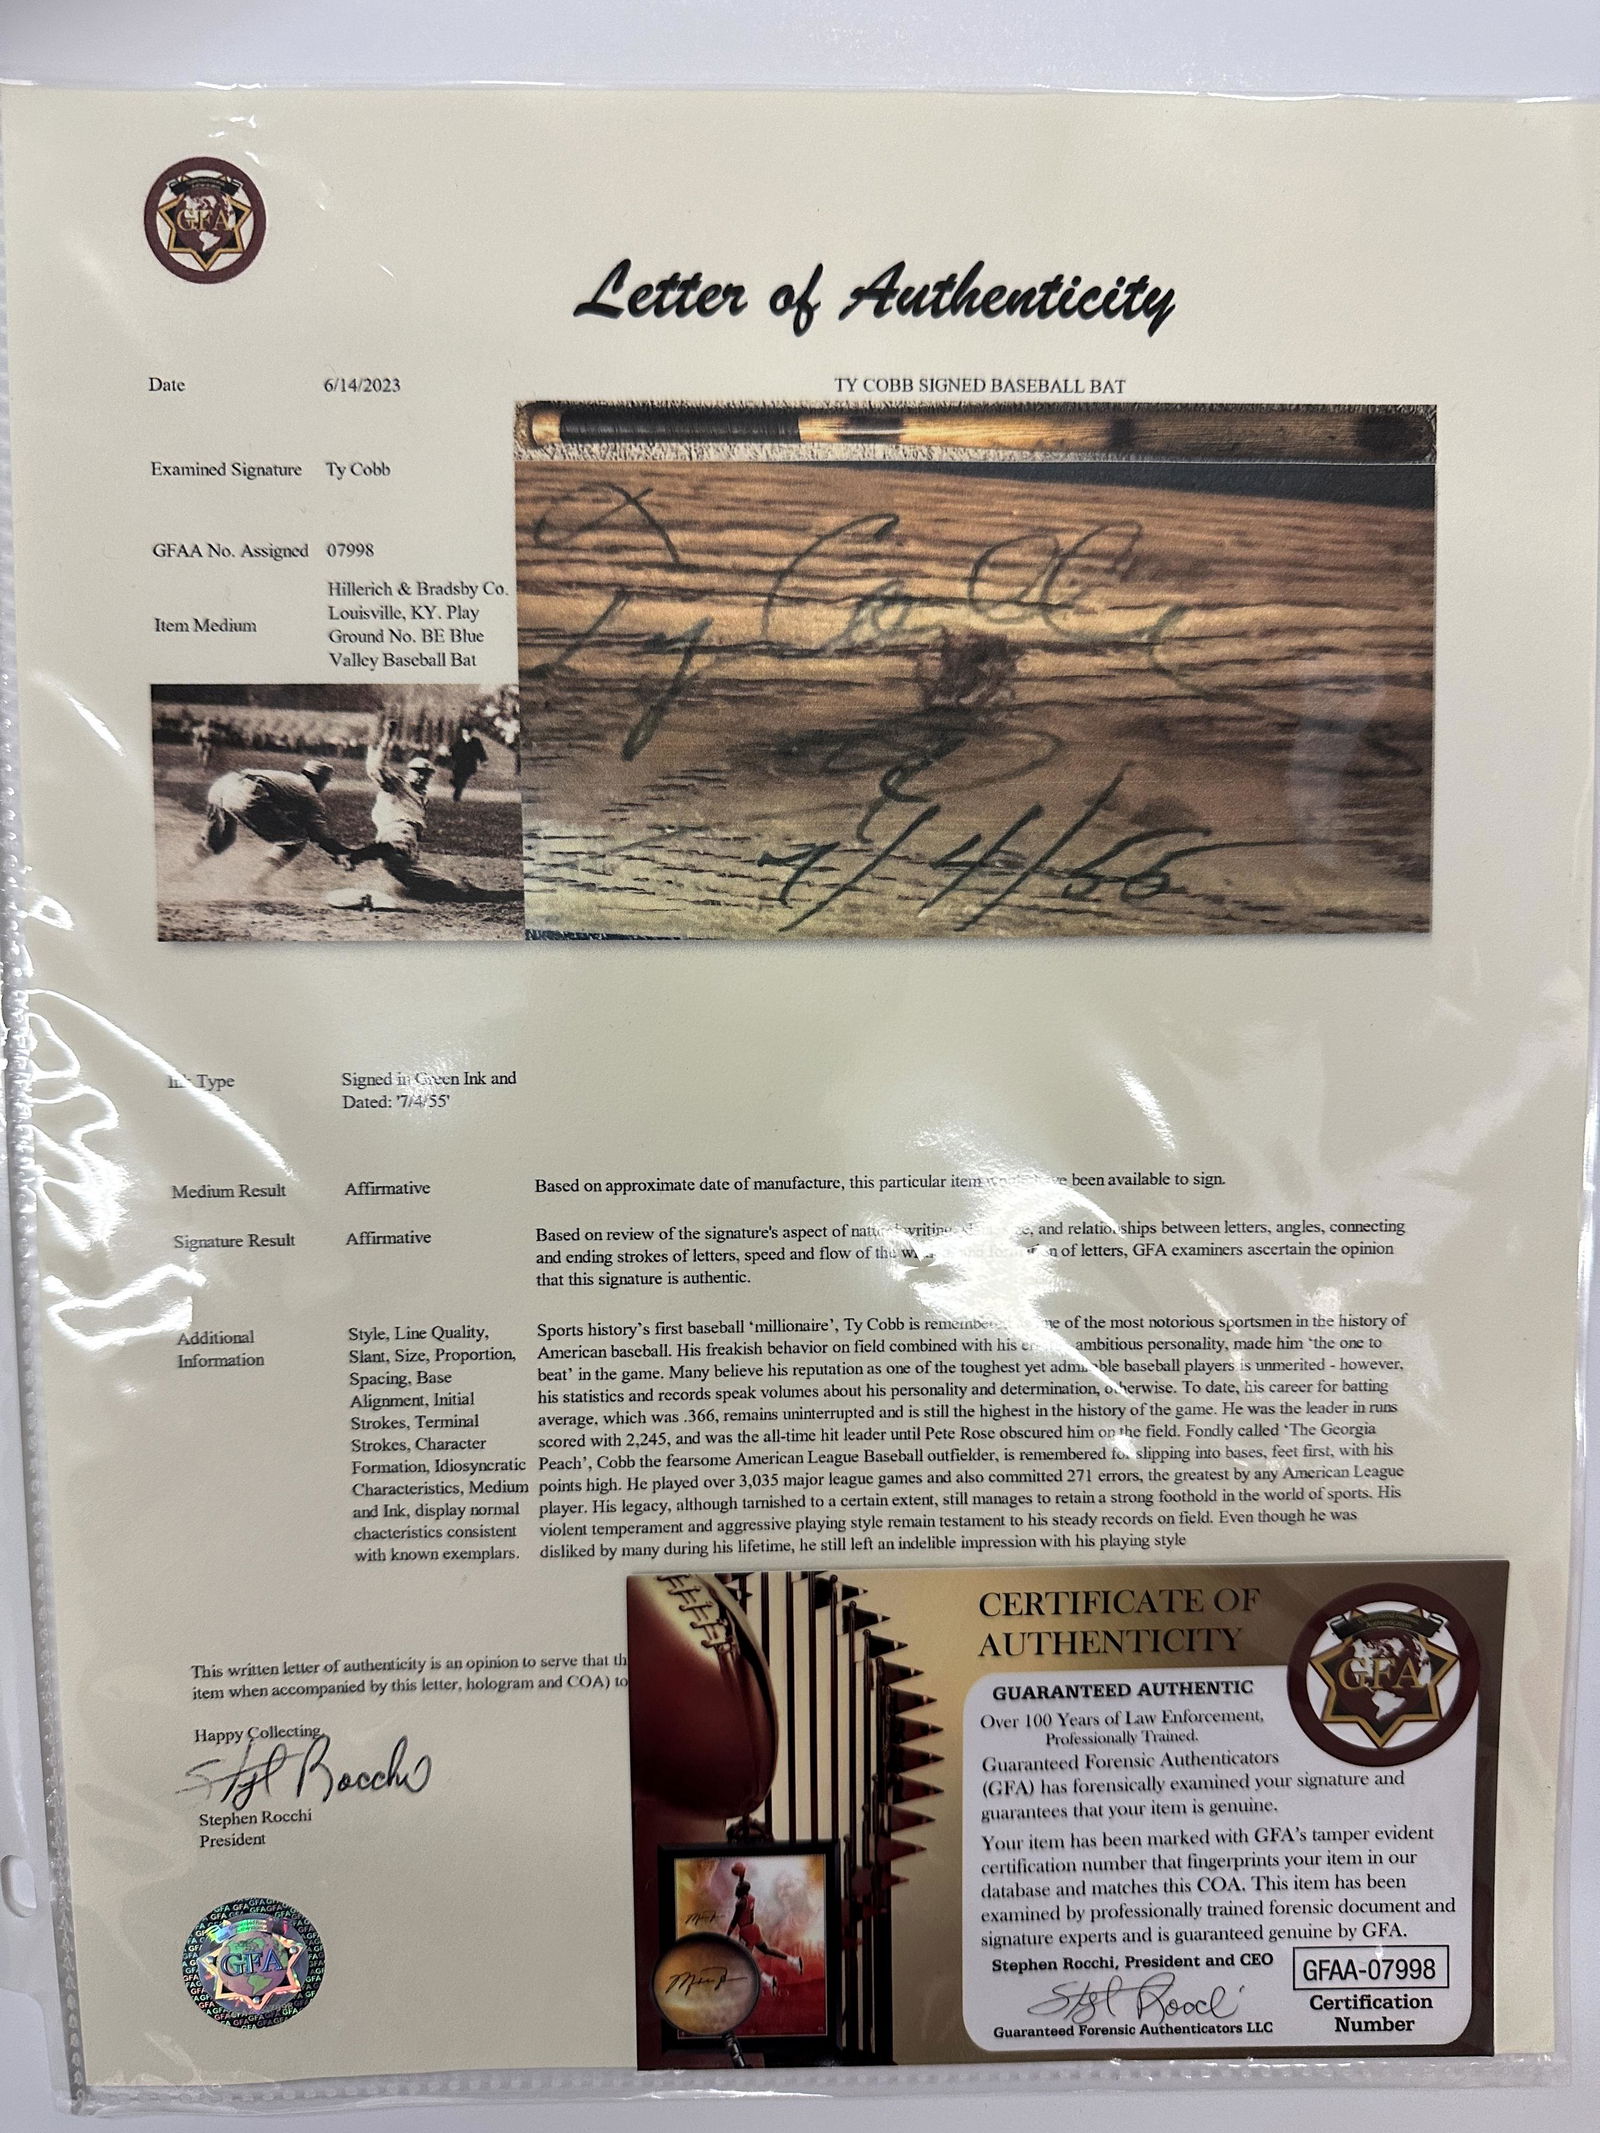 GFA
Letter of Authenticity
Date 6/14/2023
TY COBB SIGNED BASEBALL BAT
Examined Signature Ty Cobb
GFAA No. Assigned 07998
Item Medium Hillerich & Bradsby Co.
Louisville, KY. Play
Ground No. BE Blue
Valley Baseball Bat
Ty Cobb
7/4/55
Ink Type Signed in Green Ink and
Dated: '7/4/55'
Medium Result Affirmative Based on approximate date of manufacture, this particular item been available to sign.
Signature Result Affirmative Based on review of the signature's aspect of natural writing, and relationships between letters, angles, connecting
and ending strokes of letters, speed and flow of the of letters, GFA examiners ascertain the opinion
that this signature is authentic.
Additional
Information
Style, Line Quality,
Slant, Size, Proportion,
Spacing, Base
Alignment, Initial
Strokes, Terminal
Strokes, Character
Formation, Idiosyncratic
Characteristics, Medium
and Ink, display normal
chacteristics consistent
with known exemplars.
Sports history's first baseball 'millionaire', Ty Cobb is remembered one of the most notorious sportsmen in the history of
American baseball. His freakish behavior on field combined with his ambitious personality, made him 'the one to
beat' in the game. Many believe his reputation as one of the toughest yet admirable baseball players is unmerited - however,
his statistics and records speak volumes about his personality and determination, otherwise. To date, his career for batting
average, which was .366, remains uninterrupted and is still the highest in the history of the game. He was the leader in runs
scored with 2,245, and was the all-time hit leader until Pete Rose obscured him on the field. Fondly called 'The Georgia
Peach', Cobb the fearsome American League Baseball outfielder, is remembered for slipping into bases, feet first, with his
points high. He played over 3,035 major league games and also committed 271 errors, the greatest by any American League
player. His legacy, although tarnished to a certain extent, still manages to retain a strong foothold in the world of sports. His
violent temperament and aggressive playing style remain testament to his steady records on field. Even though he was
disliked by many during his lifetime, he still left an indelible impression with his playing style
This written letter of authenticity is an opinion to serve that th
item when accompanied by this letter, hologram and COA) to
Happy Collecting,
Stephen Rocchi
President
GFA
CERTIFICATE OF
AUTHENTICITY
GFA
GUARANTEED AUTHENTIC
Over 100 Years of Law Enforcement,
Professionally Trained.
Guaranteed Forensic Authenticators
(GFA) has forensically examined your signature and
guarantees that your item is genuine.
Your item has been marked with GFA's tamper evident
certification number that fingerprints your item in our
database and matches this COA. This item has been
examined by professionally trained forensic document and
signature experts and is guaranteed genuine by GFA.
Stephen Rocchi, President and CEO
Guaranteed Forensic Authenticators LLC
GFAA-07998
Certification
Number